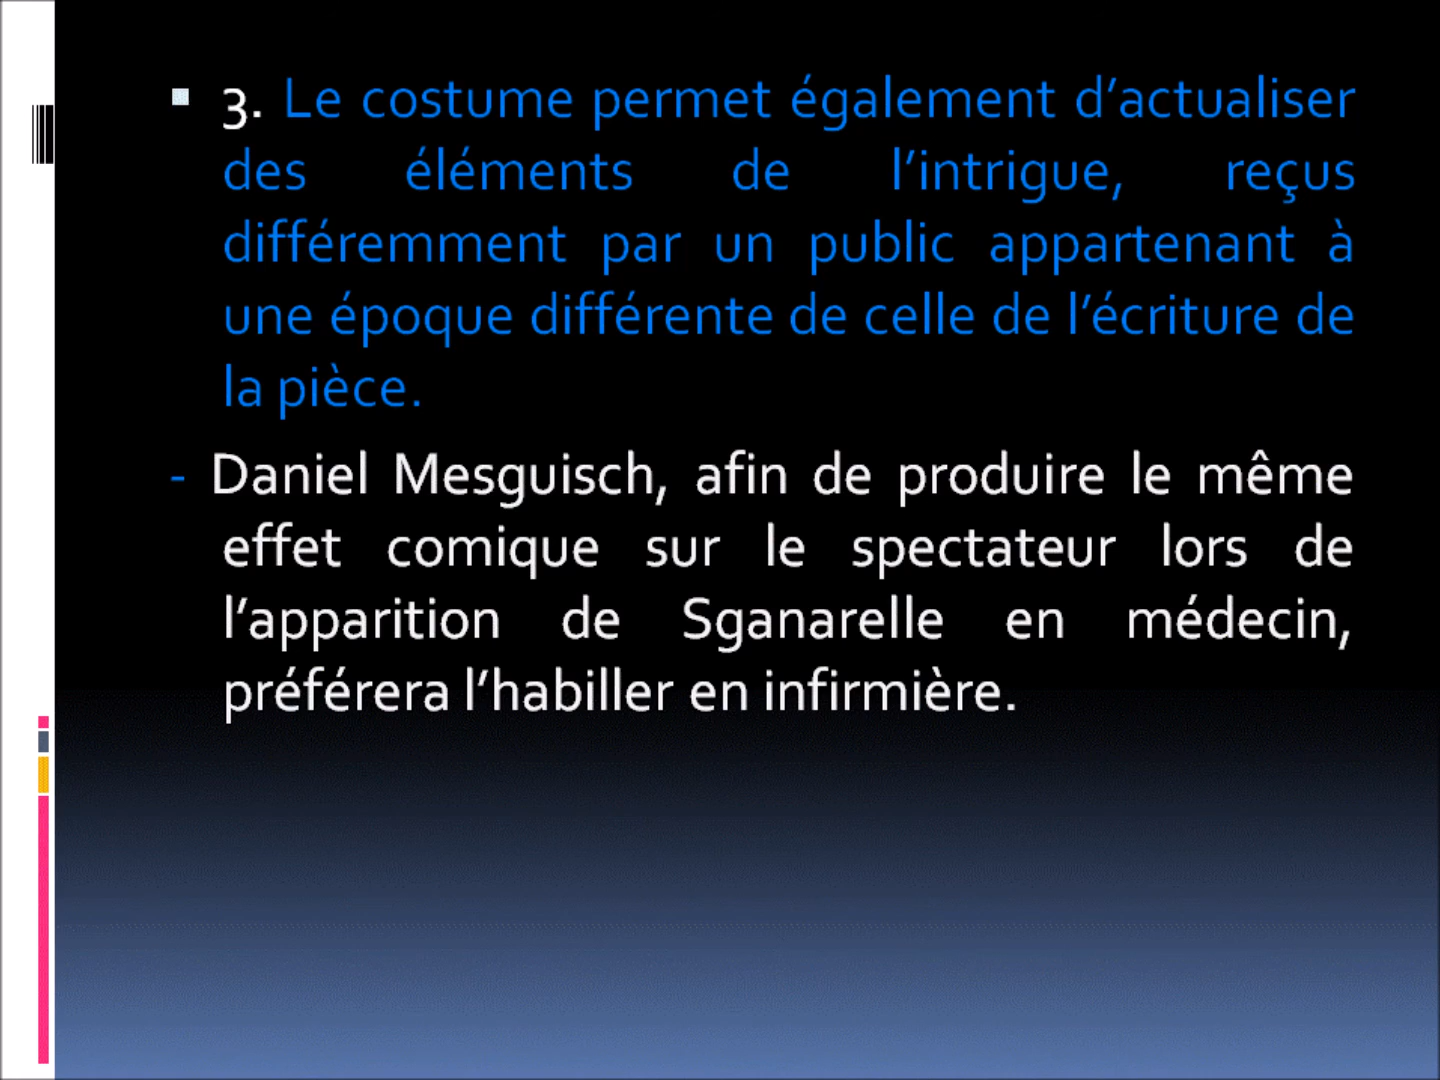 ▪ 3. Le costume permet également d’actualiser
des éléments de l’intrigue, reçus
différemment par un public appartenant à
une époque différente de celle de l’écriture de
la pièce.
- Daniel Mesguisch, afin de produire le même
effet comique sur le spectateur lors de
l’apparition de Sganarelle en médecin,
préférera l’habiller en infirmière.